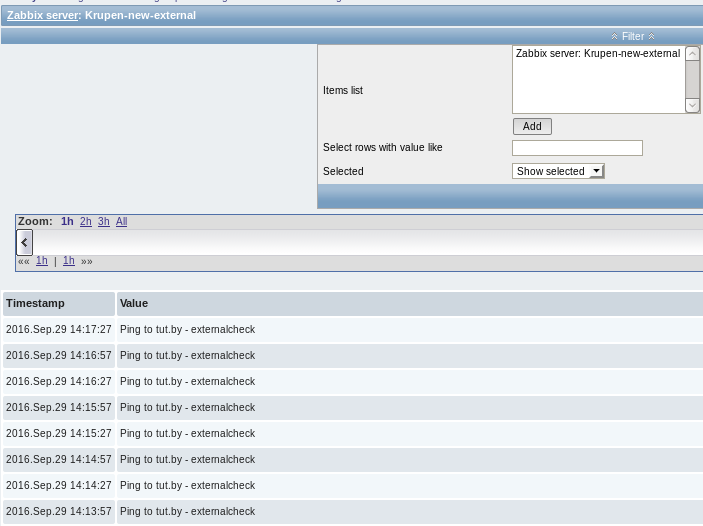 Zabbix server: Krupen-new-external
Filter
Zabbix server: Krupen-new-external
Items list
Add
Select rows with value like
Selected Show selected
Zoom: 1h 2h 3h All
«« 1h | 1h »»
Timestamp Value
2016.Sep.29 14:17:27 Ping to tut.by - externalcheck
2016.Sep.29 14:16:57 Ping to tut.by - externalcheck
2016.Sep.29 14:16:27 Ping to tut.by - externalcheck
2016.Sep.29 14:15:57 Ping to tut.by - externalcheck
2016.Sep.29 14:15:27 Ping to tut.by - externalcheck
2016.Sep.29 14:14:57 Ping to tut.by - externalcheck
2016.Sep.29 14:14:27 Ping to tut.by - externalcheck
2016.Sep.29 14:13:57 Ping to tut.by - externalcheck